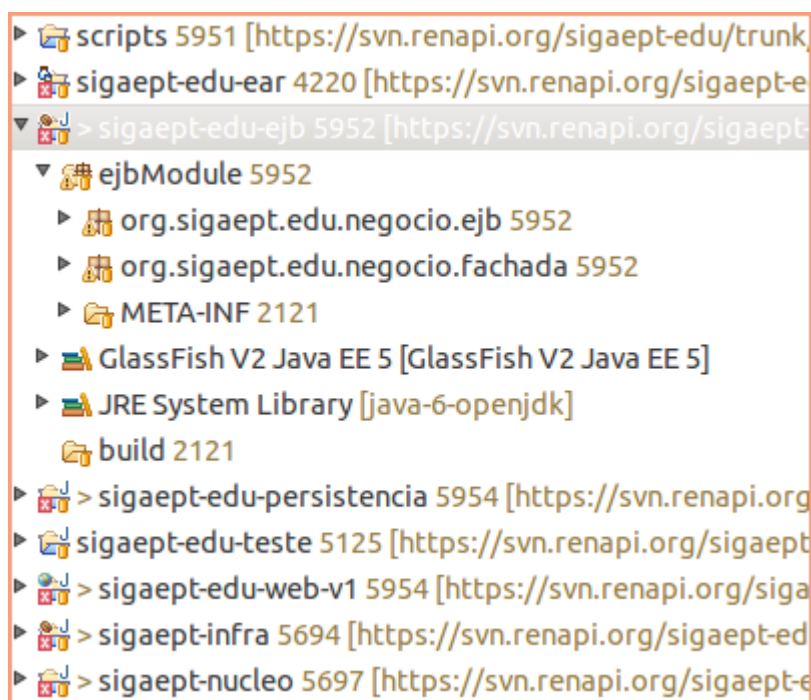 scripts 5951 [https://svn.renapi.org/sigaept-edu/trunk
sigaept-edu-ear 4220 [https://svn.renapi.org/sigaept-e
> sigaept-edu-ejb 5952 [https://svn.renapi.org/sigaept-
ejbModule 5952
org.sigaept.edu.negocio.ejb 5952
org.sigaept.edu.negocio.fachada 5952
META-INF 2121
GlassFish V2 Java EE 5 [GlassFish V2 Java EE 5]
JRE System Library [java-6-openjdk]
build 2121
> sigaept-edu-persistencia 5954 [https://svn.renapi.org
sigaept-edu-teste 5125 [https://svn.renapi.org/sigaept
> sigaept-edu-web-v1 5954 [https://svn.renapi.org/siga
> sigaept-infra 5694 [https://svn.renapi.org/sigaept-ed
> sigaept-nucleo 5697 [https://svn.renapi.org/sigaept-e